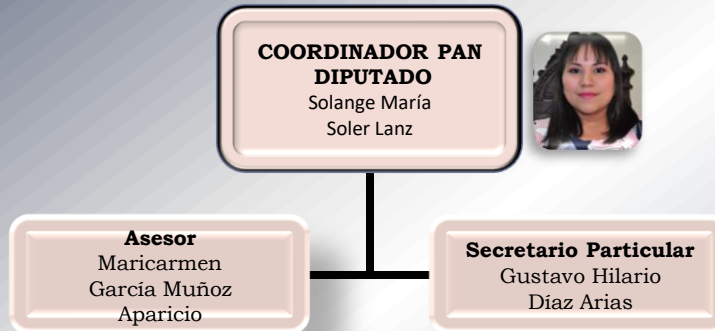 COORDINADOR PAN
DIPUTADO
Solange María
Soler Lanz
Asesor
Maricarmen
García Muñoz
Aparicio
Secretario Particular
Gustavo Hilario
Díaz Arias